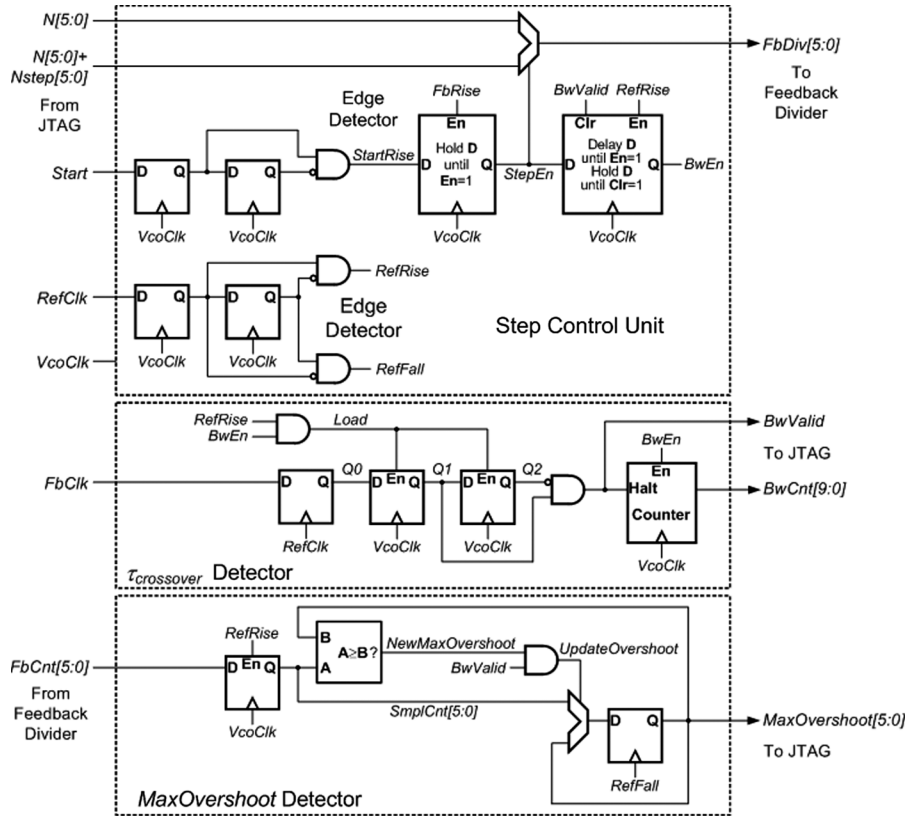 N[5:0]
N[5:0]+
Nstep[5:0]
From
JTAG
FbDiv[5:0]
To
Feedback
Divider
Edge
Detector
FbRise
BwValid RefRise
Start
D Q
VcoClk
D Q
VcoClk
StartRise
En
Hold D
until
En=1
D Q
VcoClk
StepEn
Clr En
Delay D
until En=1
Hold D
until Clr=1
D Q
VcoClk
BwEn
RefClk
D Q
VcoClk
D Q
VcoClk
RefRise
Edge
Detector
RefFall
VcoClk
Step Control Unit
RefRise
BwEn
Load
FbClk
D Q
RefClk
Q0
D En Q
VcoClk
Q1
D En Q
VcoClk
Q2
BwEn
En
Halt
Counter
VcoClk
BwValid
To JTAG
BwCnt[9:0]
τcrossover Detector
FbCnt[5:0]
From
Feedback
Divider
RefRise
D En Q
VcoClk
B
A
A≥B?
NewMaxOvershoot
BwValid
UpdateOvershoot
SmplCnt[5:0]
D Q
RefFall
MaxOvershoot[5:0]
To JTAG
MaxOvershoot Detector